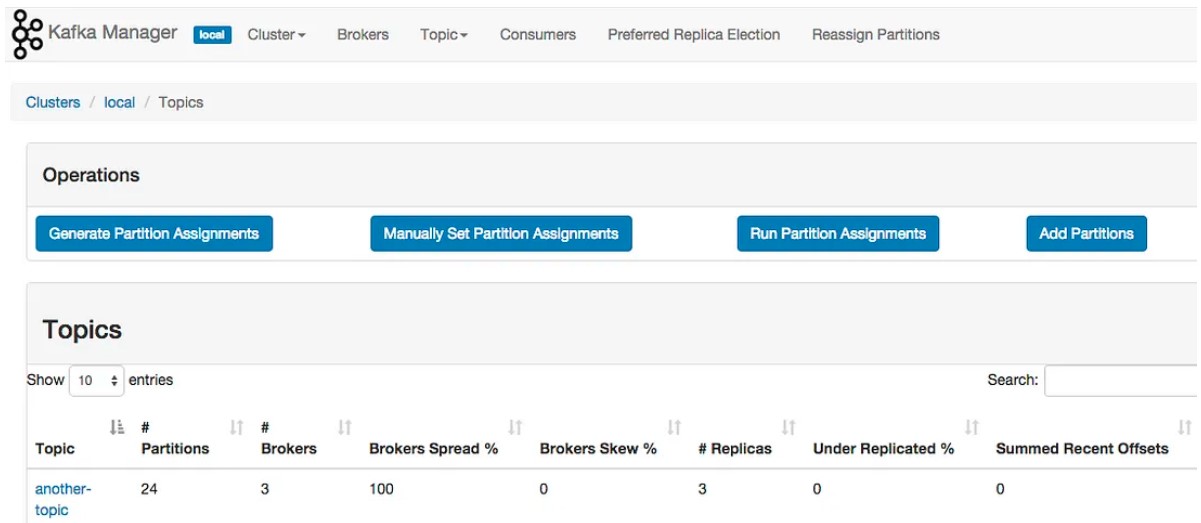 Kafka Manager local Cluster Brokers Topic Consumers Preferred Replica Election Reassign Partitions
Clusters / local / Topics
Operations
Generate Partition Assignments Manually Set Partition Assignments Run Partition Assignments Add Partitions
Topics
Show 10 entries Search:
Topic # Partitions # Brokers Brokers Spread % Brokers Skew % # Replicas Under Replicated % Summed Recent Offsets
another-topic 24 3 100 0 3 0 0